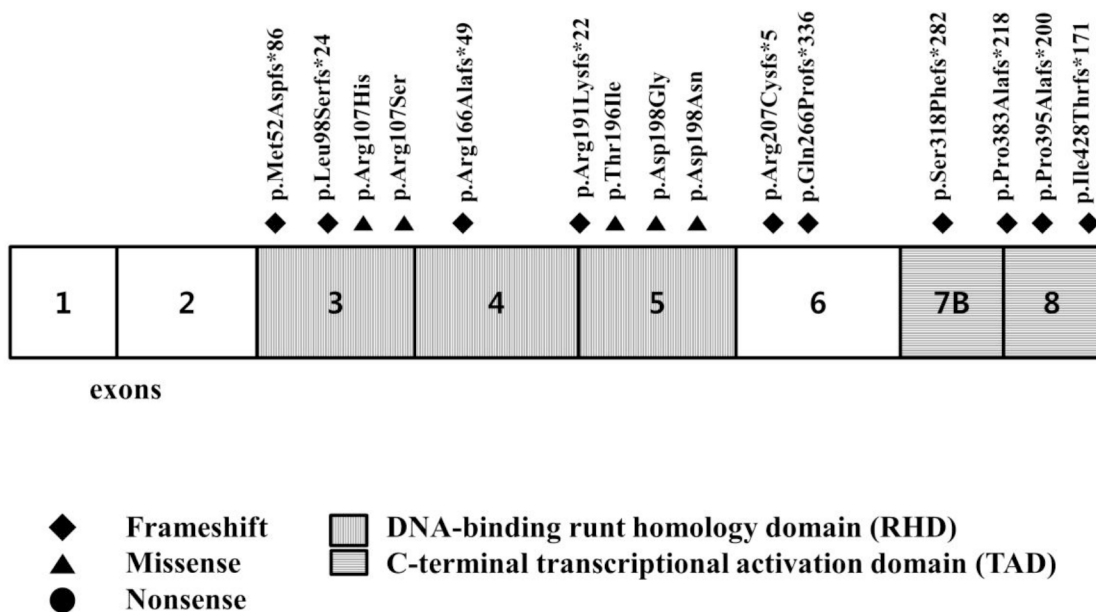 p.Met52Aspfs*86
p.Leu98Serfs*24
p.Arg107His
p.Arg107Ser
p.Arg166Alafs*49
p.Arg191Lysfs*22
p.Thr196Ile
p.Asp198Gly
p.Asp198Asn
p.Arg207Cysfs*5
p.Gln266Profs*336
p.Ser318Phefs*282
p.Pro383Alafs*218
p.Pro395Alafs*200
p.Ile428Thrfs*171
1 2 3 4 5 6 7B 8
exons
Frameshift
Missense
Nonsense
DNA-binding runt homology domain (RHD)
C-terminal transcriptional activation domain (TAD)